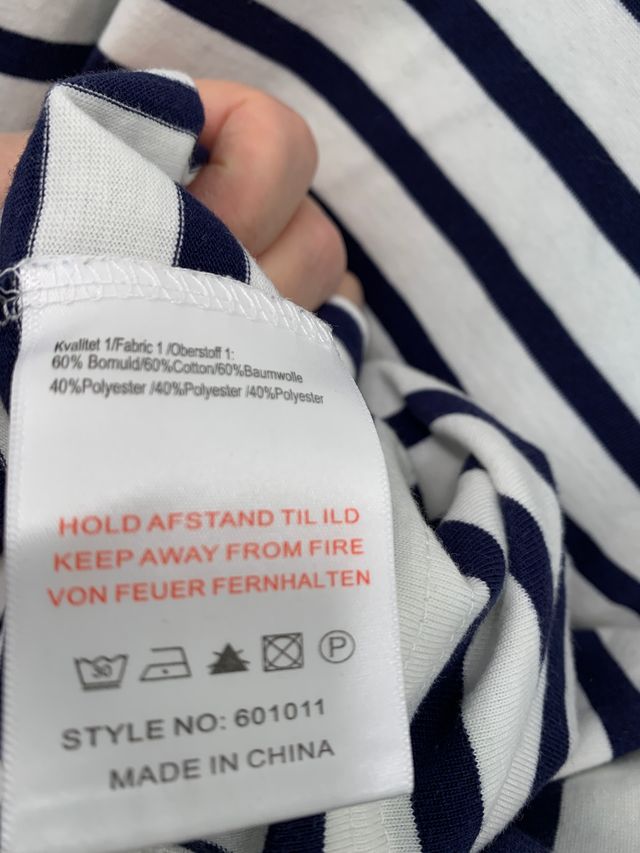 Kvalitet 1/Fabric 1 /Oberstoff 1:
60% Bomuld/60%Cotton/60%Baumwolle
40%Polyester /40%Polyester /40%Polyester
HOLD AFSTAND TIL ILD
KEEP AWAY FROM FIRE
VON FEUER FERNHALTEN
30
P
STYLE NO: 601011
MADE IN CHINA